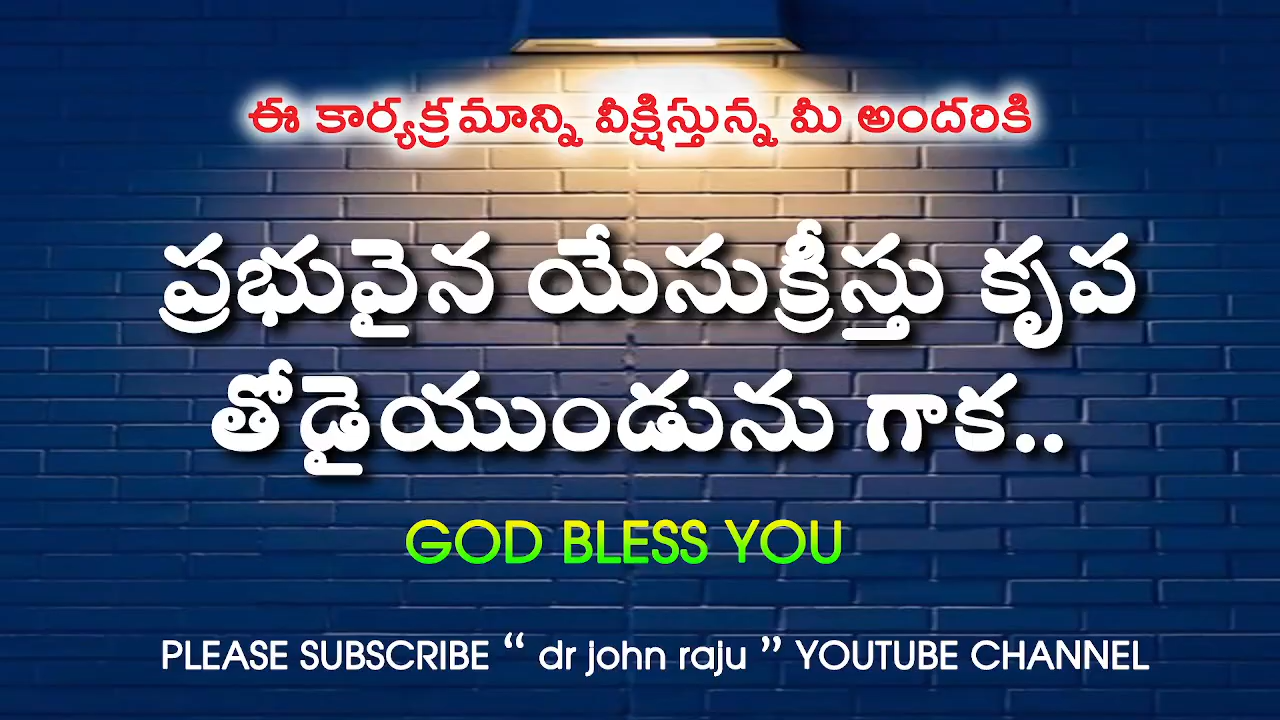 ఈ కార్యక్రమాన్ని వీక్షిస్తున్న మీ అందరికి
ప్రభువైన యేసుక్రీస్తు కృప
తోడైయుండును గాక..
GOD BLESS YOU
PLEASE SUBSCRIBE “ dr john raju ” YOUTUBE CHANNEL